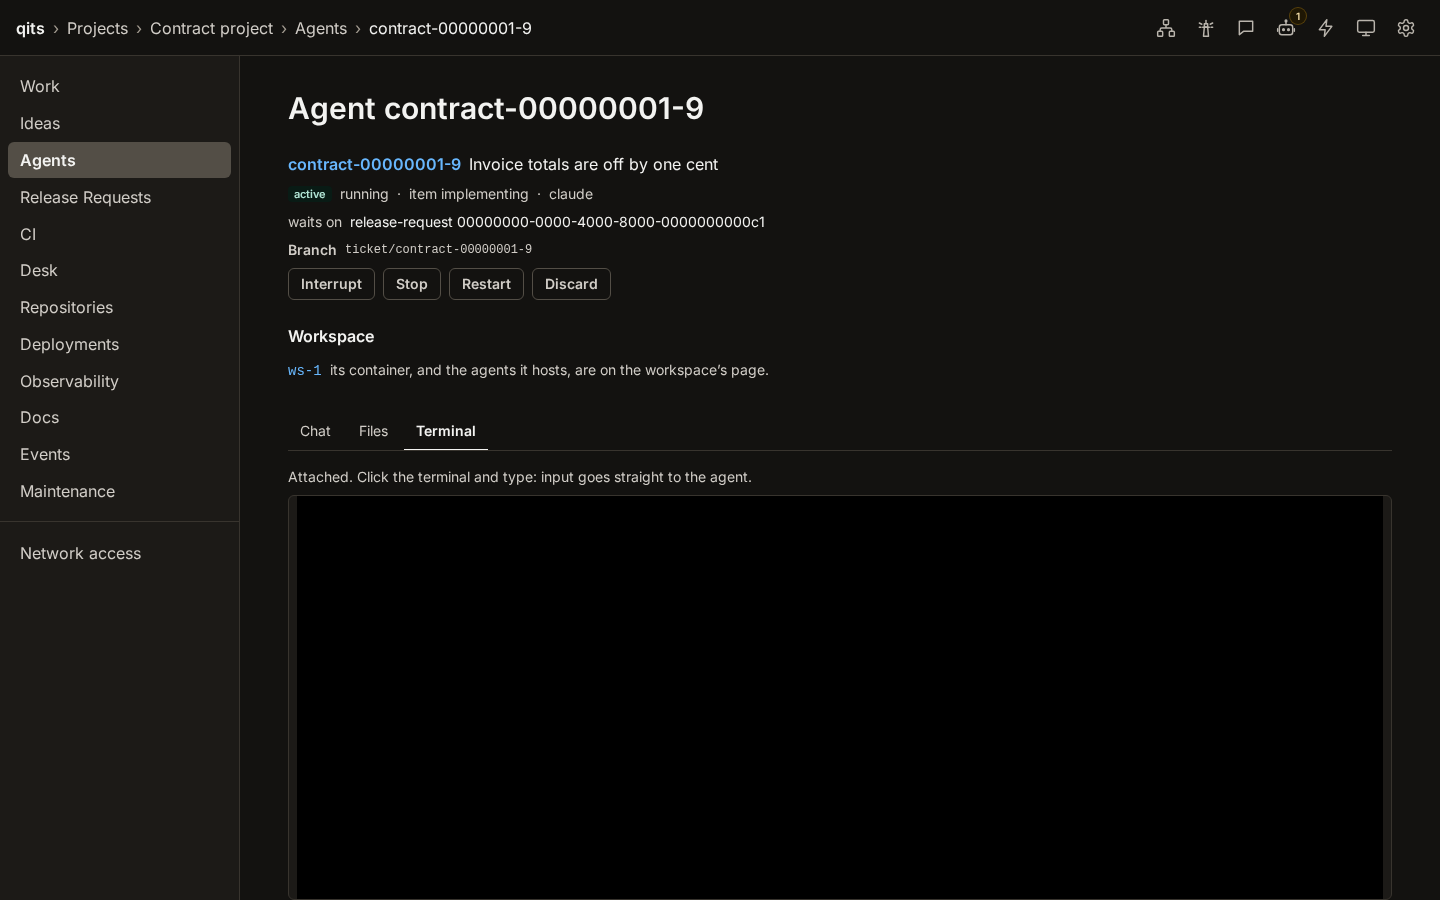 qits › Projects › Contract project › Agents › contract-00000001-9
1
Work
Ideas
Agents
Release Requests
CI
Desk
Repositories
Deployments
Observability
Docs
Events
Maintenance
Network access
Agent contract-00000001-9
contract-00000001-9 Invoice totals are off by one cent
active running · item implementing · claude
waits on release-request 00000000-0000-4000-8000-0000000000c1
Branch ticket/contract-00000001-9
Interrupt Stop Restart Discard
Workspace
ws-1 its container, and the agents it hosts, are on the workspace’s page.
Chat Files Terminal
Attached. Click the terminal and type: input goes straight to the agent.